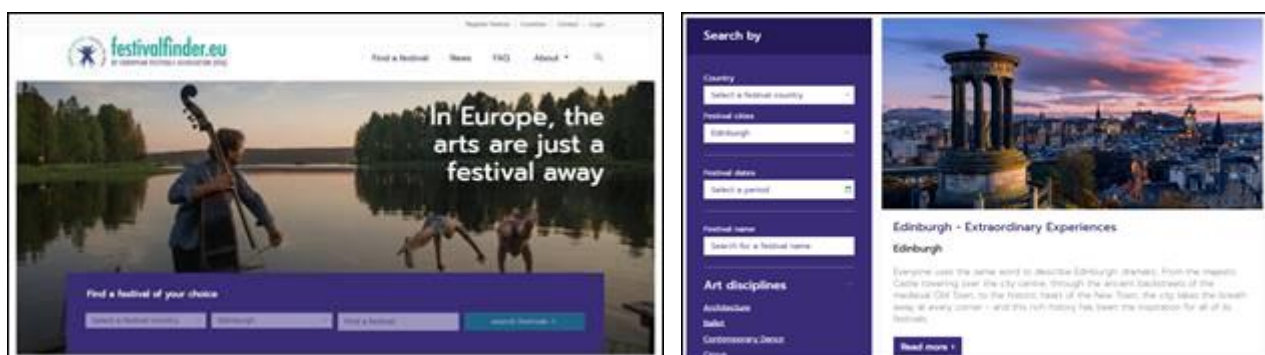 Register festival Countries Contact Login
festivalfinder.eu
BY EUROPEAN FESTIVALS ASSOCIATION (EFA)
Find a festival News FAQ About
In Europe, the
arts are just a
festival away
Find a festival of your choice
Select a festival country Edinburgh Find a festival search festivals >
Search by
Country
Select a festival country
Festival cities
Edinburgh
Festival dates
Select a period
Festival name
Search for a festival name
Art disciplines
Architecture
Ballet
Contemporary Dance
Circus
Edinburgh - Extraordinary Experiences
Edinburgh
Everyone uses the same word to describe Edinburgh: dramatic. From the majestic
Castle towering over the city centre, through the ancient backstreets of the
medieval Old Town, to the historic heart of the New Town, the city takes the breath
away at every corner - and this rich history has been the inspiration for all of its
festivals.
Read more >